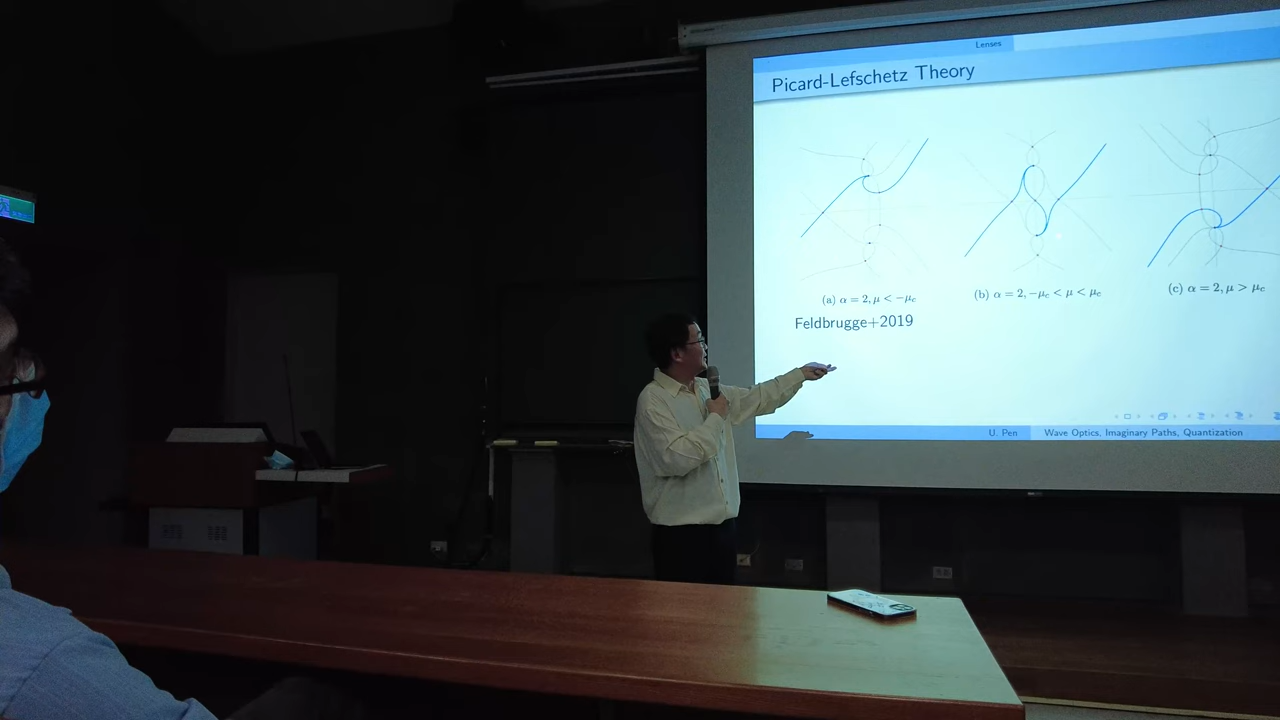 Lenses
Picard-Lefschetz Theory
(a) α = 2, μ < −μc
(b) α = 2, −μc < μ < μc
(c) α = 2, μ > μc
Feldbrugge+2019
U. Pen
Wave Optics, Imaginary Paths, Quantization